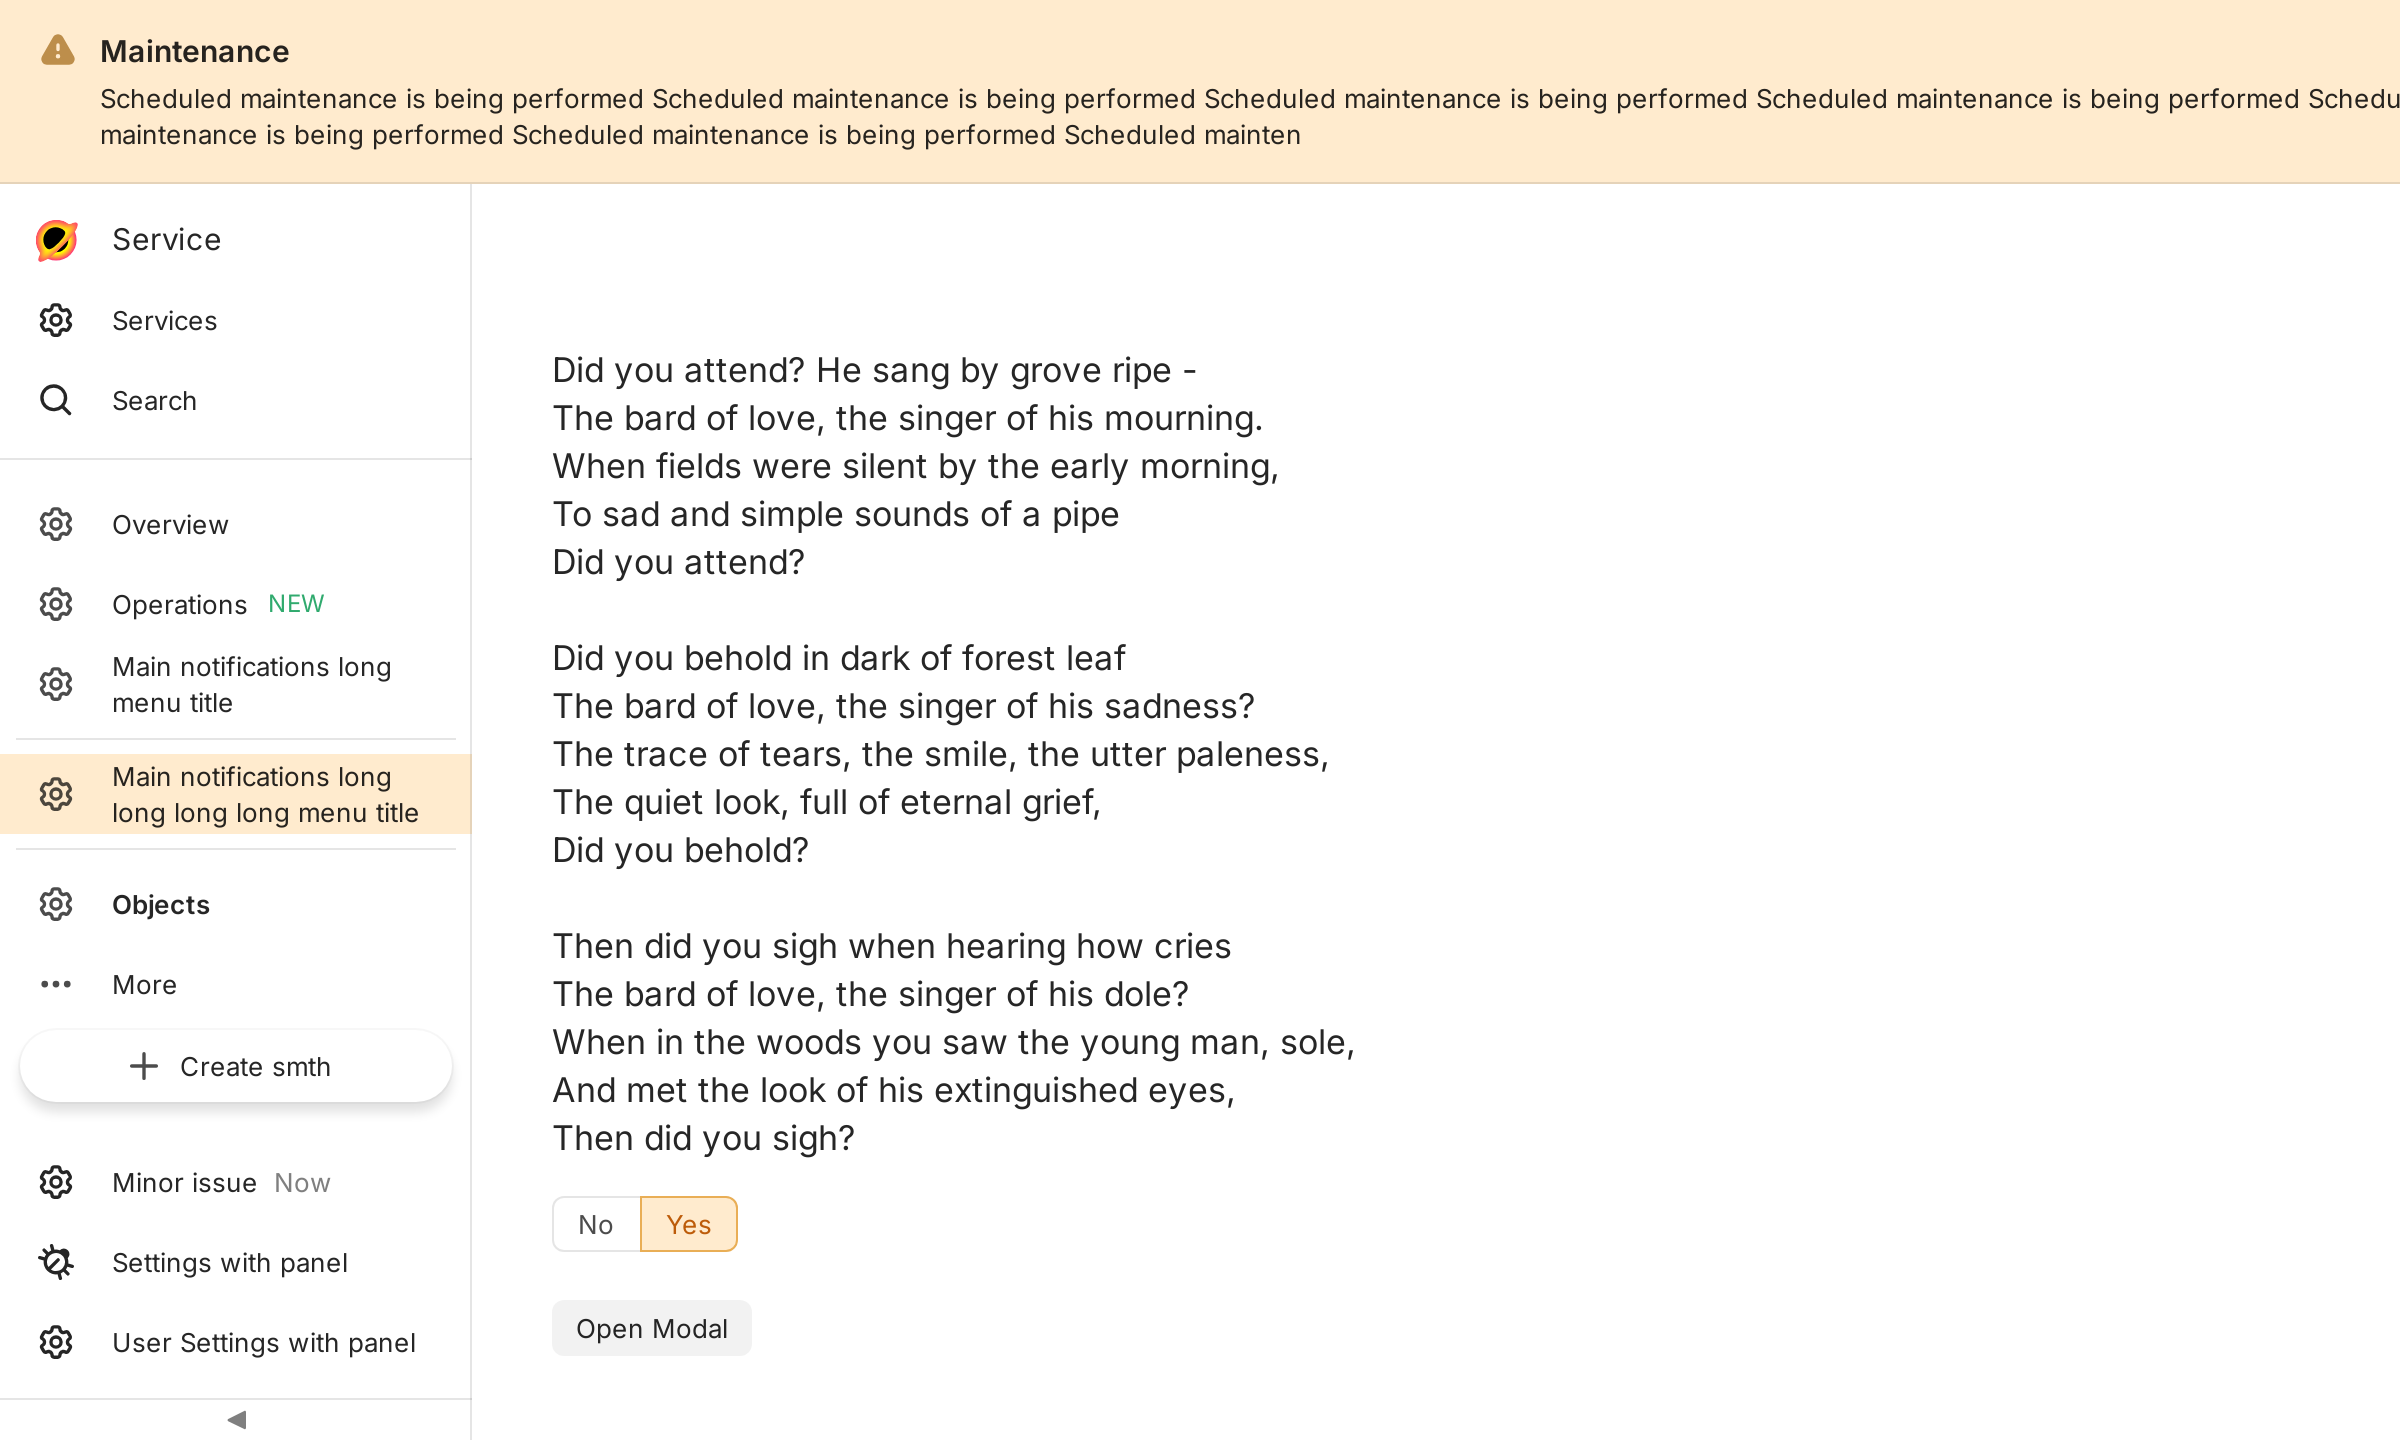 Maintenance
Scheduled maintenance is being performed Scheduled maintenance is being performed Scheduled maintenance is being performed Scheduled maintenance is being performed Schedu
maintenance is being performed Scheduled maintenance is being performed Scheduled mainten
Service
Services
Search
Overview
Operations NEW
Main notifications long
menu title
Main notifications long
long long long menu title
Objects
More
Create smth
Minor issue Now
Settings with panel
User Settings with panel
Did you attend? He sang by grove ripe -
The bard of love, the singer of his mourning.
When fields were silent by the early morning,
To sad and simple sounds of a pipe
Did you attend?
Did you behold in dark of forest leaf
The bard of love, the singer of his sadness?
The trace of tears, the smile, the utter paleness,
The quiet look, full of eternal grief,
Did you behold?
Then did you sigh when hearing how cries
The bard of love, the singer of his dole?
When in the woods you saw the young man, sole,
And met the look of his extinguished eyes,
Then did you sigh?
No Yes
Open Modal